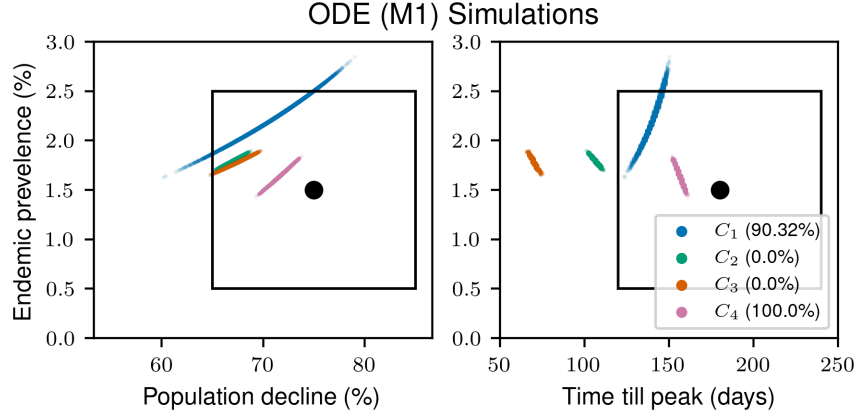 ODE (M1) Simulations
Endemic prevelence (%)
3.0
2.5
2.0
1.5
1.0
0.5
0.0
60 70 80
Population decline (%)
3.0
2.5
2.0
1.5
1.0
0.5
0.0
50 100 150 200 250
Time till peak (days)
C₁ (90.32%)
C₂ (0.0%)
C₃ (0.0%)
C₄ (100.0%)